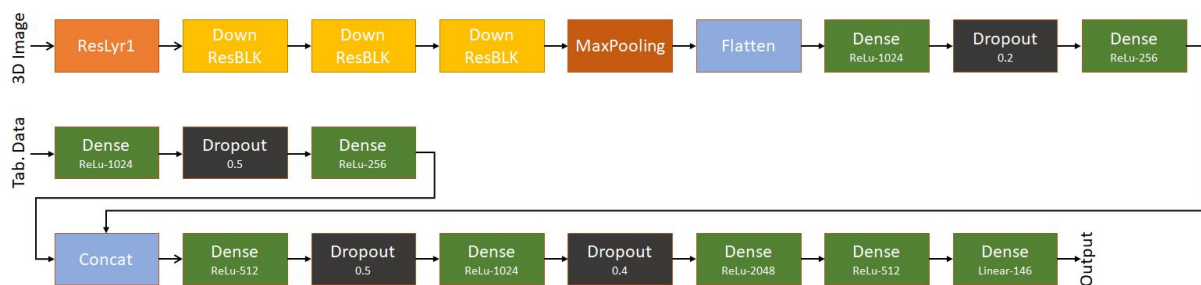 3D Image
ResLyr1
Down
ResBLK
Down
ResBLK
Down
ResBLK
MaxPooling
Flatten
Dense
ReLu-1024
Dropout
0.2
Dense
ReLu-256
Tab. Data
Dense
ReLu-1024
Dropout
0.5
Dense
ReLu-256
Concat
Dense
ReLu-512
Dropout
0.5
Dense
ReLu-1024
Dropout
0.4
Dense
ReLu-2048
Dense
ReLu-512
Dense
Linear-146
Output